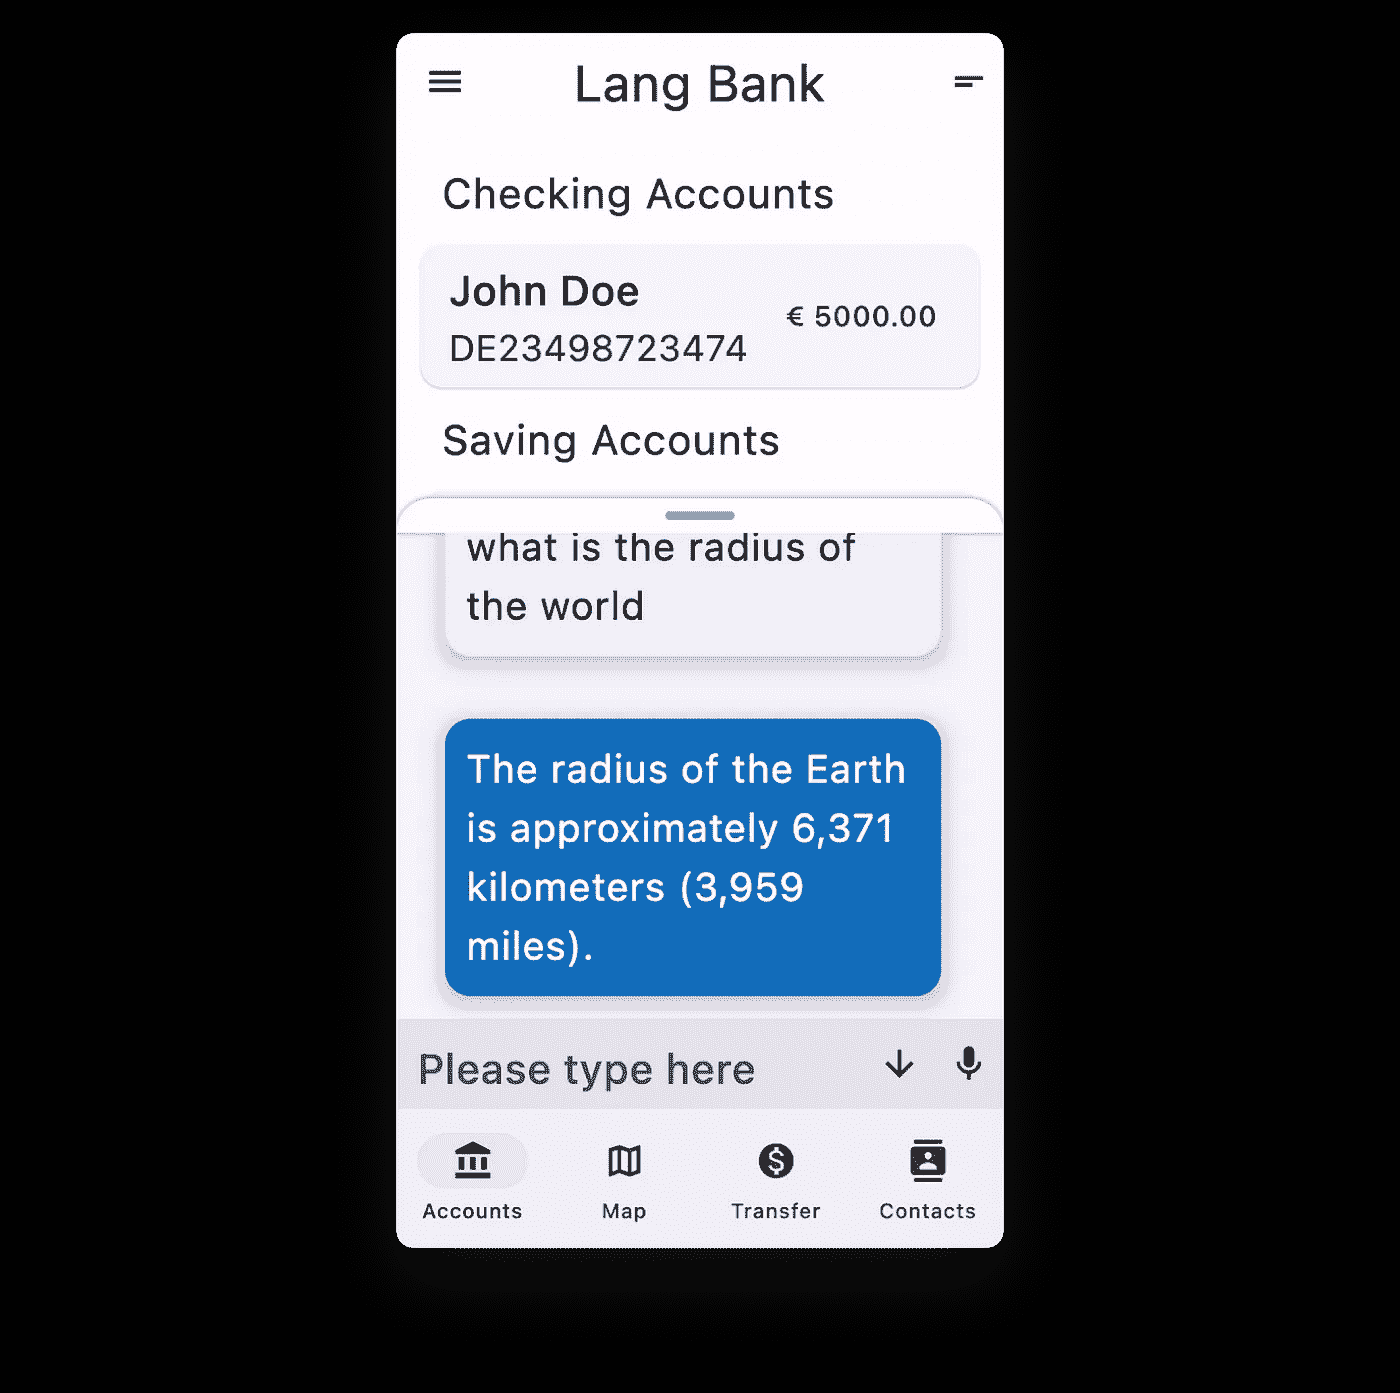 Lang Bank
Checking Accounts
John Doe
€ 5000.00
DE23498723474
Saving Accounts
what is the radius of
the world
The radius of the Earth
is approximately 6,371
kilometers (3,959
miles).
Please type here
Accounts Map Transfer Contacts